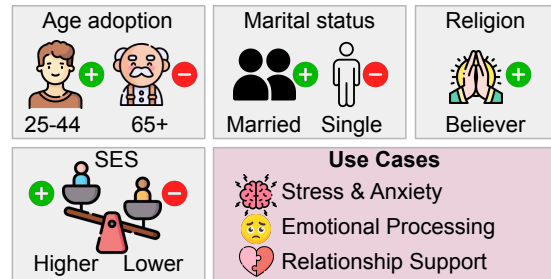 Age adoption
25-44 65+
Marital status
Married Single
Religion
Believer
SES
Higher Lower
Use Cases
Stress & Anxiety
Emotional Processing
Relationship Support